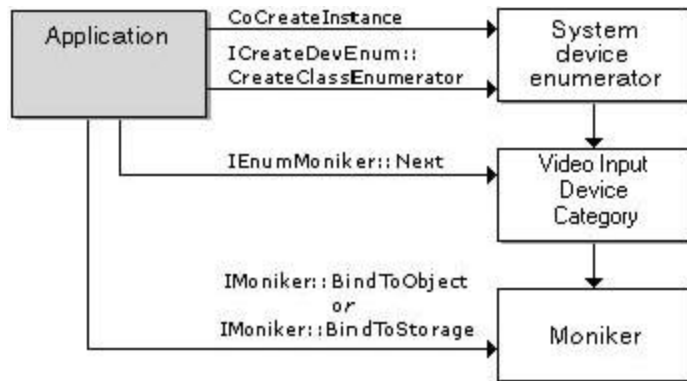 Application
CoCreateInstance
ICreateDevEnum::
CreateClassEnumerator
System
device
enumerator
IEnumMoniker::Next
Video Input
Device
Category
IMoniker::BindToObject
or
IMoniker::BindToStorage
Moniker